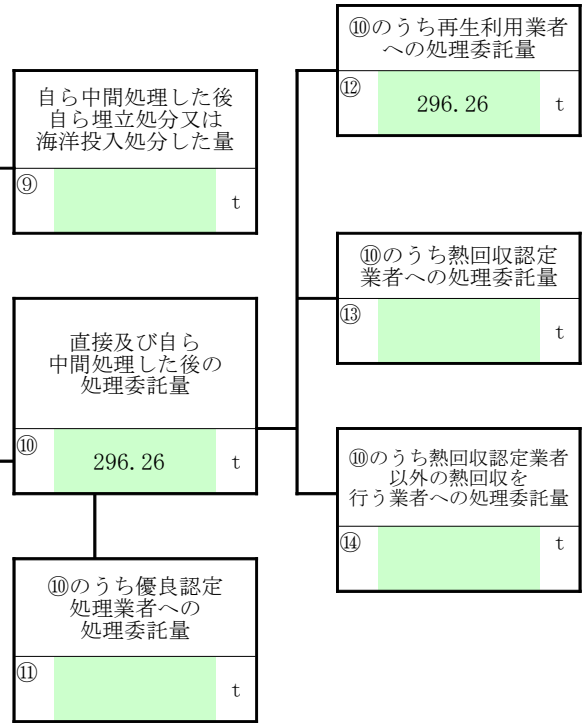 自ら中間処理した後
自ら埋立処分又は
海洋投入処分した量
⑨
t
直接及び自ら
中間処理した後の
処理委託量
⑩
296.26 t
⑩のうち優良認定
処理業者への
処理委託量
⑪
t
⑩のうち再生利用業者
への処理委託量
⑫
296.26 t
⑩のうち熱回収認定
業者への処理委託量
⑬
t
⑩のうち熱回収認定業者
以外の熱回収を
行う業者への処理委託量
⑭
t